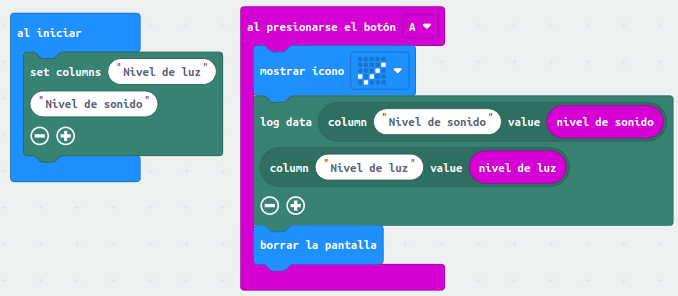 al iniciar
set columns "Nivel de luz"
"Nivel de sonido"
al presionarse el botón A
mostrar ícono
log data column "Nivel de sonido" value nivel de sonido
column "Nivel de luz" value nivel de luz
borrar la pantalla